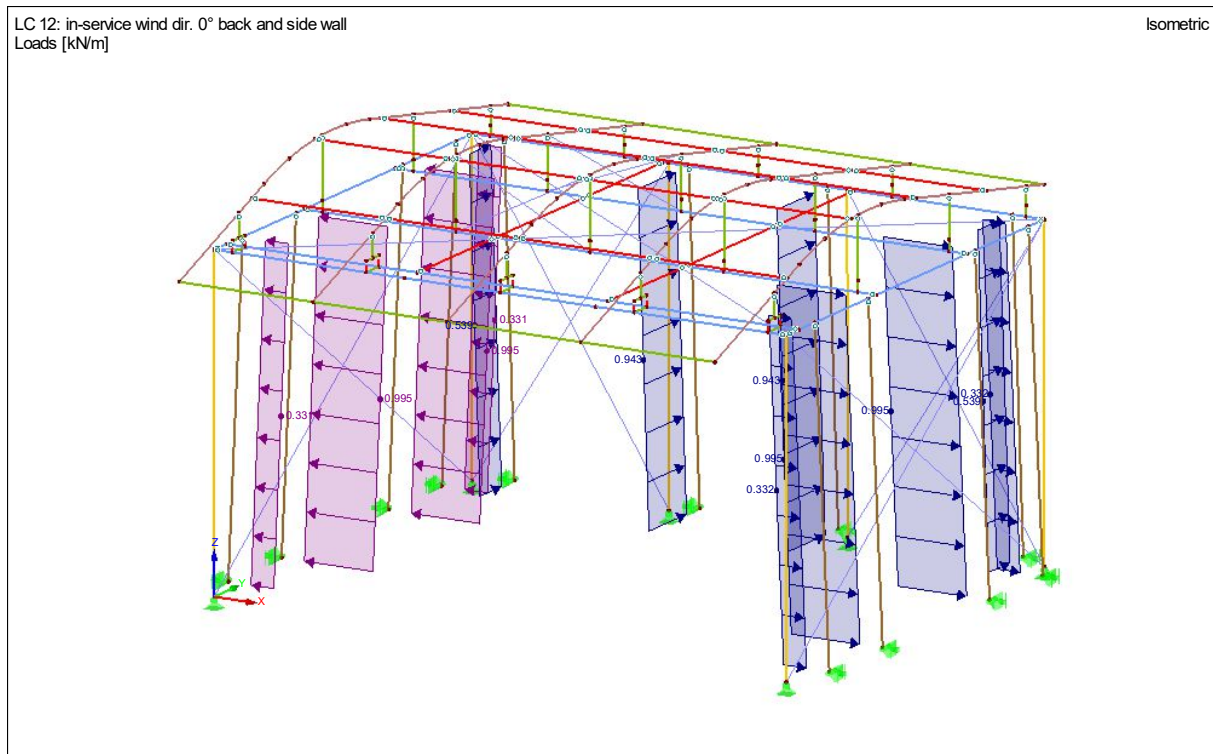 LC 12: in-service wind dir. 0° back and side wall
Isometric
Loads [kN/m]
0.539
0.331
0.995
0.943
0.943
0.995
0.332
0.539
0.331
0.995
0.995
0.332
Z
Y
X